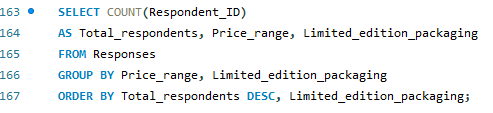 163 SELECT COUNT(Respondent_ID)
164 AS Total_respondents, Price_range, Limited_edition_packaging
165 FROM Responses
166 GROUP BY Price_range, Limited_edition_packaging
167 ORDER BY Total_respondents DESC, Limited_edition_packaging;